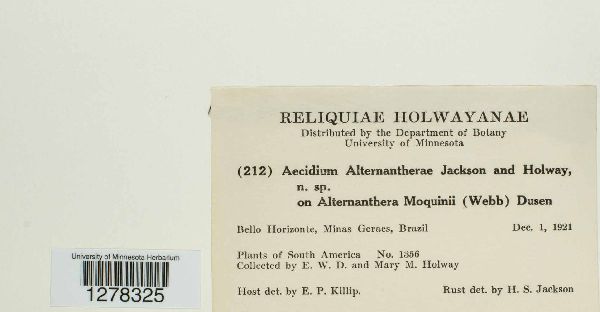 RELIQUIAE HOLWAYANAE
Distributed by the Department of Botany
University of Minnesota
(212) Aecidium Alternantherae Jackson and Holway,
n. sp.
on Alternanthera Moquinii (Webb) Dusen
Bello Horizonte, Minas Geraes, Brazil Dec. 1, 1921
Plants of South America No. 1356
Collected by E. W. D. and Mary M. Holway
Host det. by E. P. Killip. Rust det. by H. S. Jackson
University of Minnesota Herbarium
1278325